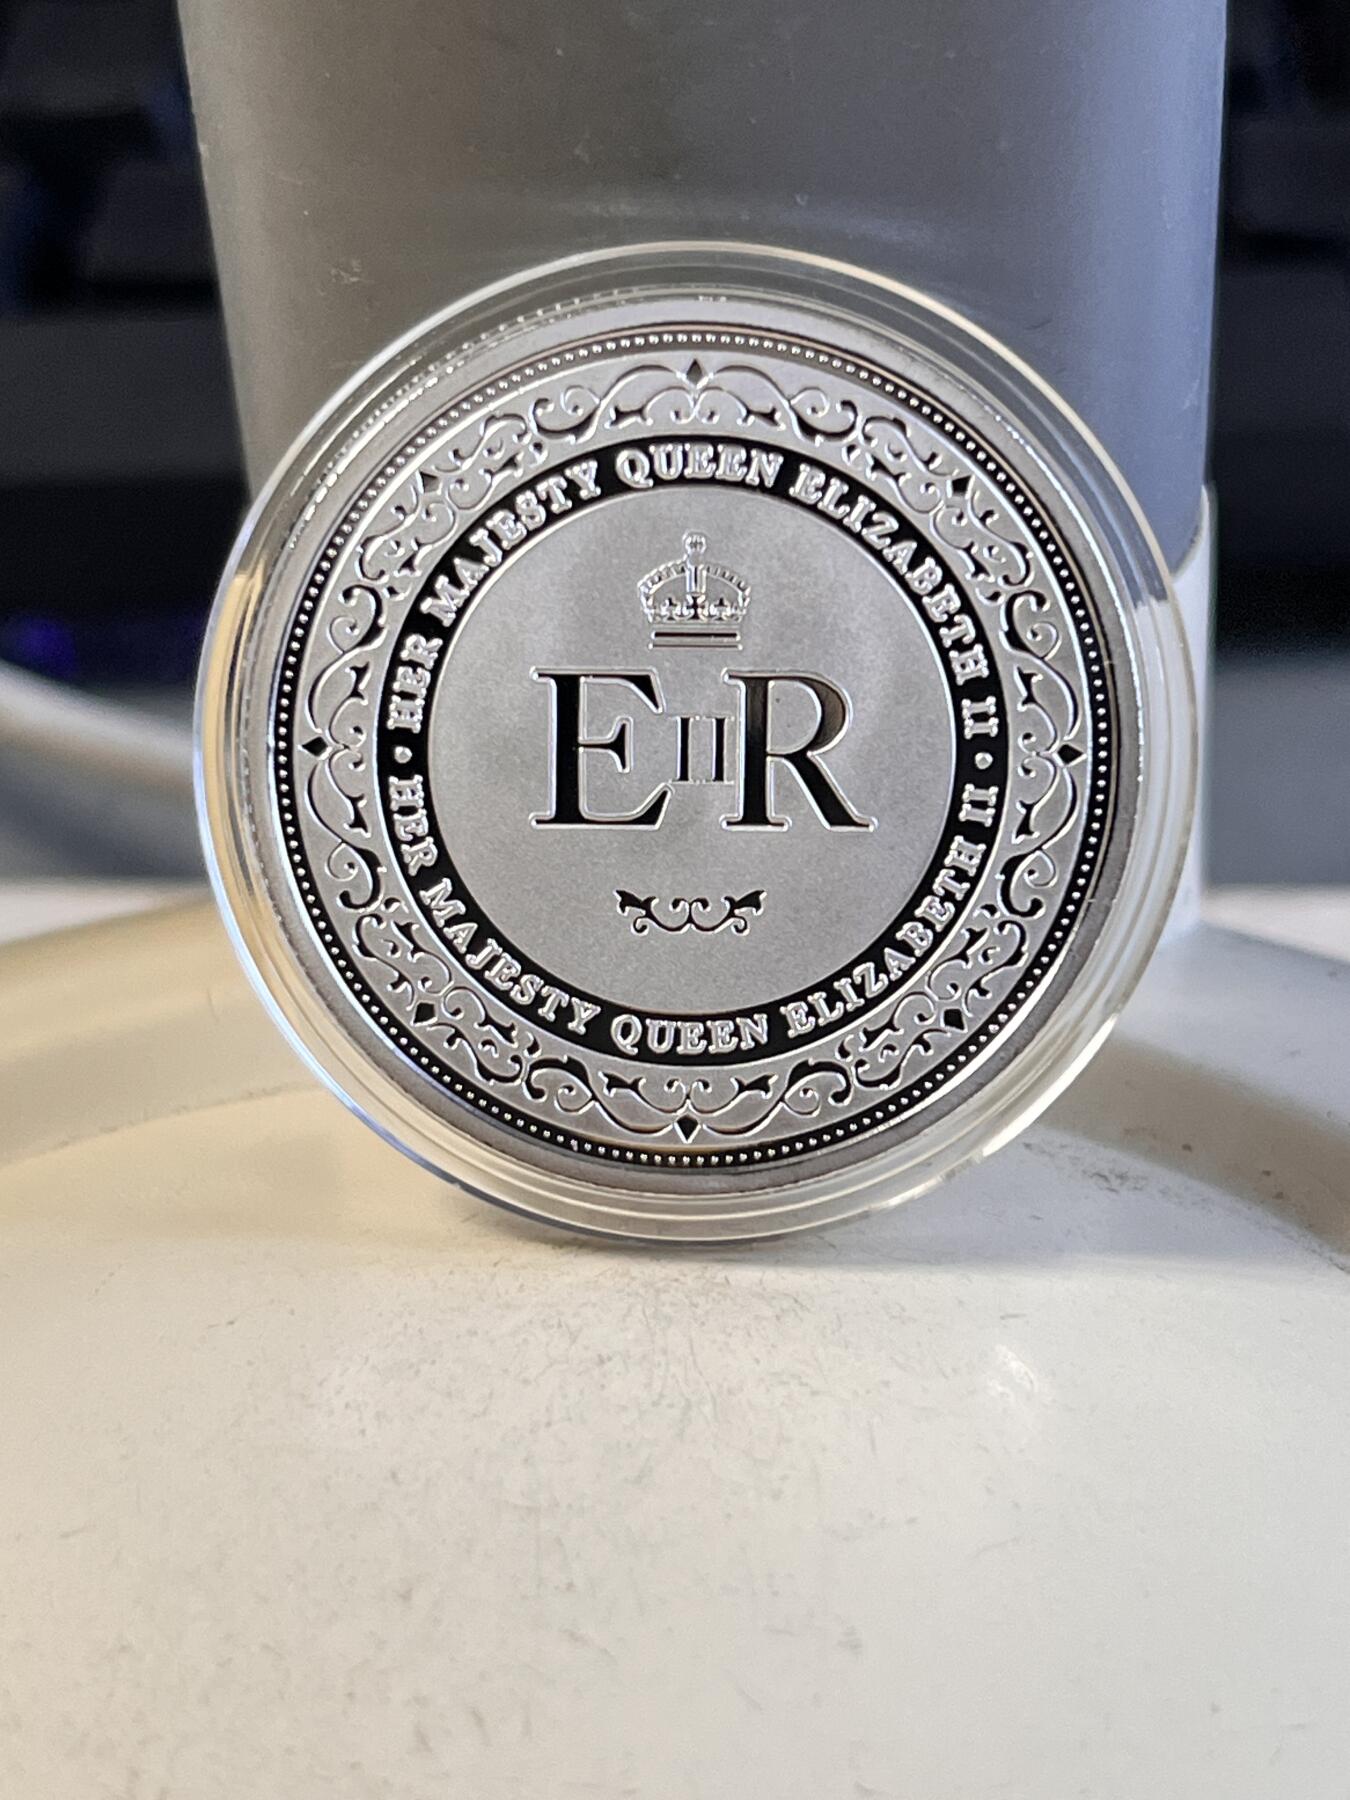 HER MAJESTY QUEEN ELIZABETH II
EIIR
HER MAJESTY QUEEN ELIZABETH II